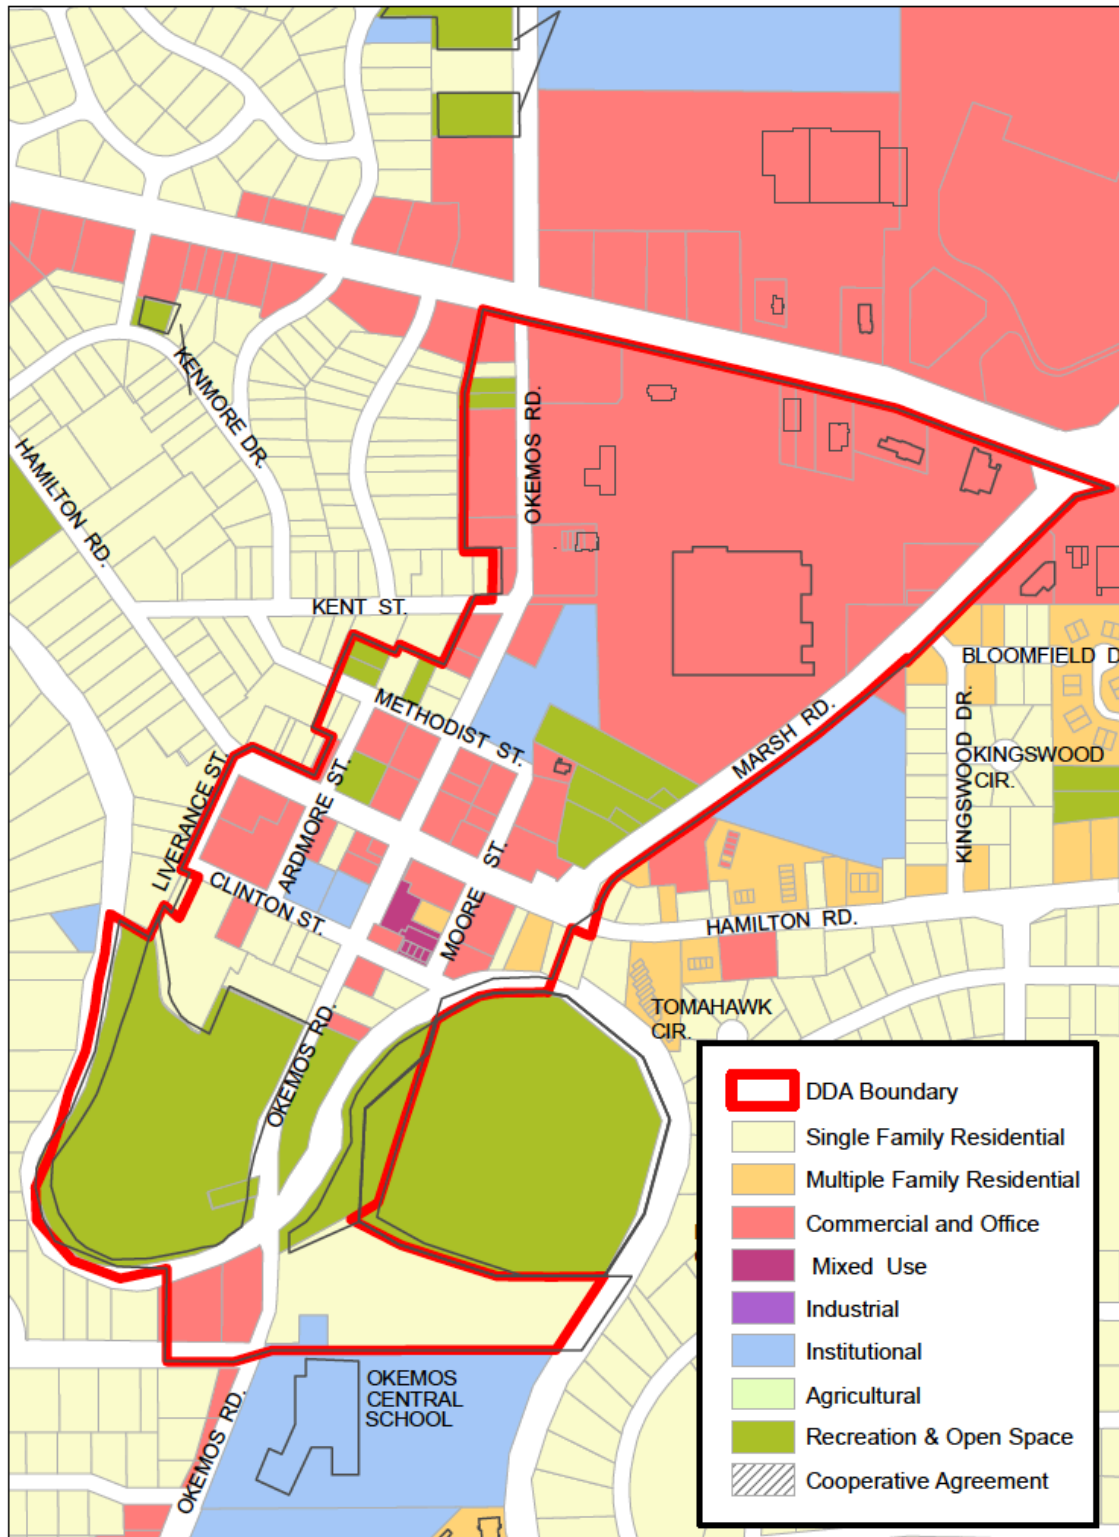 KENMORE DR.
OKEMOS RD.
HAMILTON RD.
KENT ST.
BLOOMFIELD D
METHODIST ST.
MARSH RD.
KINGSWOOD DR.
KINGSWOOD
CIR.
LIVERANCE ST.
ARDMORE ST.
MOORE ST.
CLINTON ST.
HAMILTON RD.
TOMAHAWK
CIR.
OKEMOS RD.
DDA Boundary
Single Family Residential
Multiple Family Residential
Commercial and Office
Mixed Use
Industrial
Institutional
Agricultural
Recreation & Open Space
Cooperative Agreement
OKEMOS
CENTRAL
SCHOOL
OKEMOS RD.